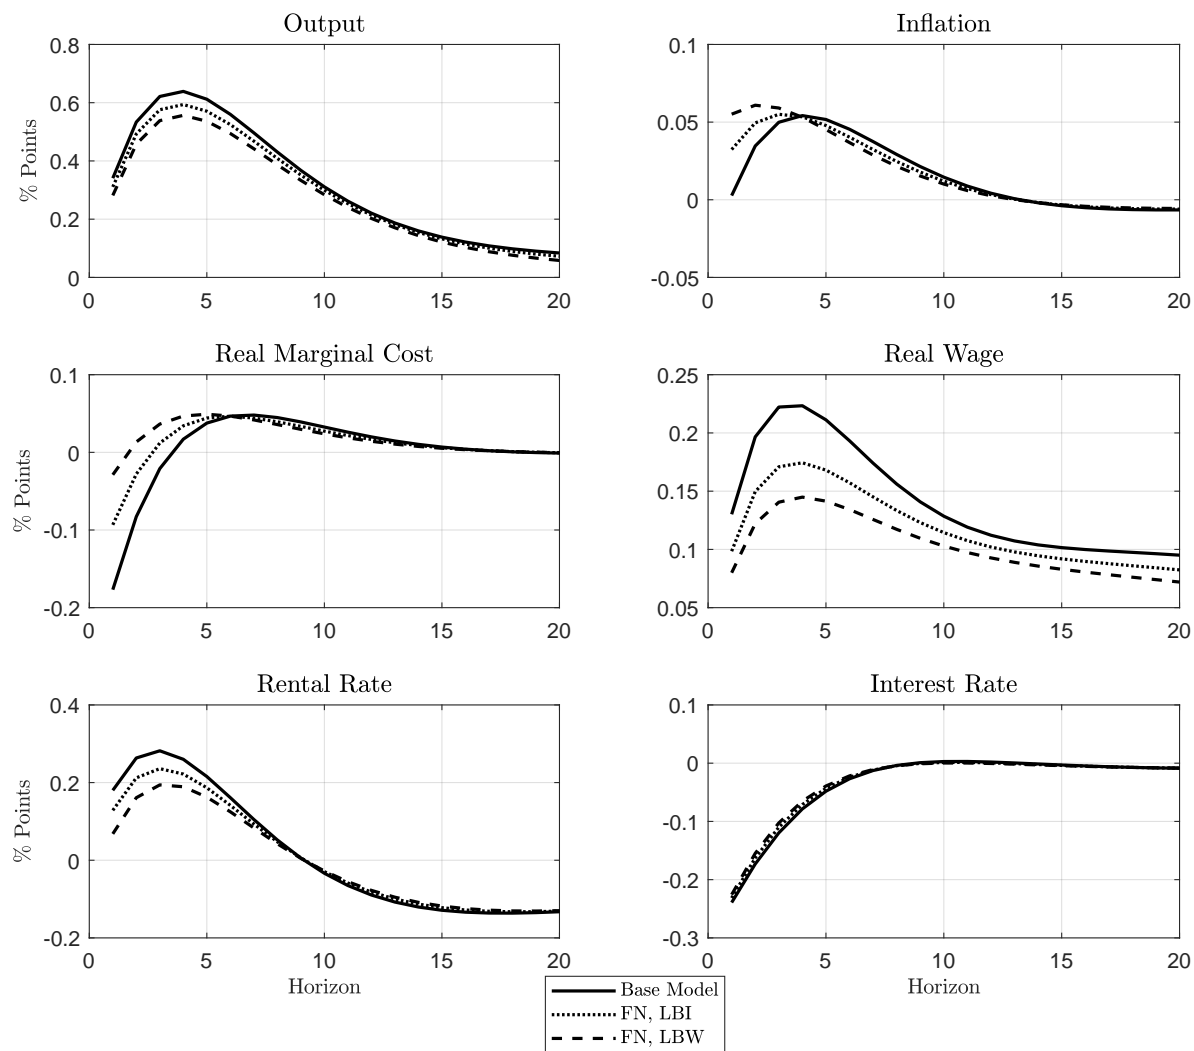 Output
Inflation
0.8
0.6
0.4
0.2
0
% Points
0 5 10 15 20
0.1
0.05
0
-0.05
0 5 10 15 20
Real Marginal Cost
Real Wage
0.1
0
-0.1
-0.2
% Points
0 5 10 15 20
0.25
0.2
0.15
0.1
0.05
0 5 10 15 20
Rental Rate
Interest Rate
0.4
0.2
0
-0.2
% Points
0 5 10 15 20
Horizon
0.1
0
-0.1
-0.2
-0.3
0 5 10 15 20
Horizon
Base Model
FN, LBI
FN, LBW